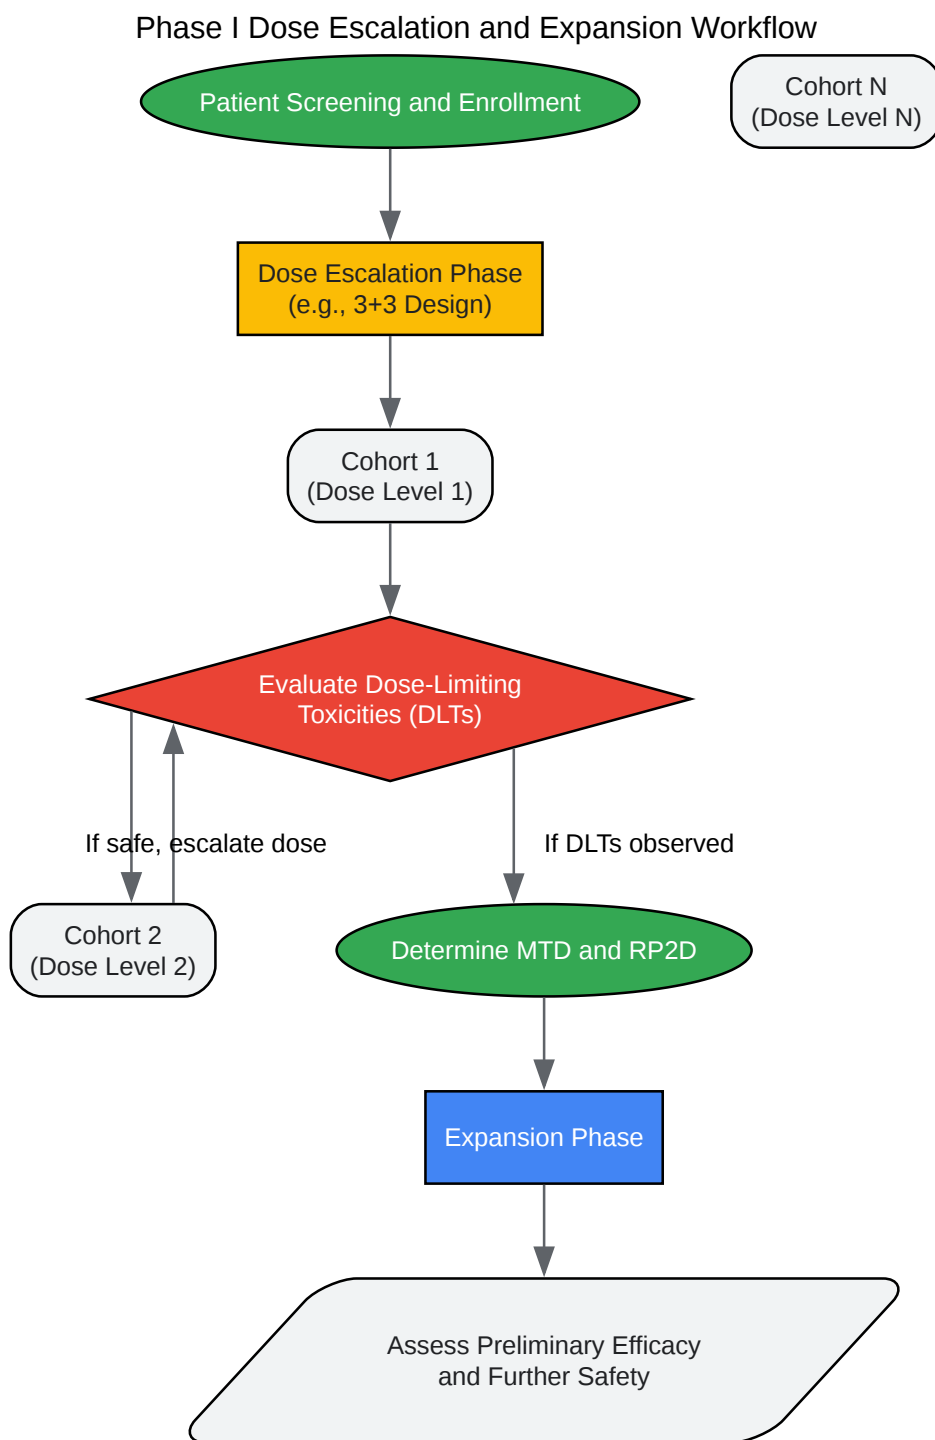 Phase I Dose Escalation and Expansion Workflow
Patient Screening and Enrollment
Cohort N
(Dose Level N)
Dose Escalation Phase
(e.g., 3+3 Design)
Cohort 1
(Dose Level 1)
Evaluate Dose-Limiting
Toxicities (DLTs)
If safe, escalate dose
If DLTs observed
Cohort 2
(Dose Level 2)
Determine MTD and RP2D
Expansion Phase
Assess Preliminary Efficacy
and Further Safety